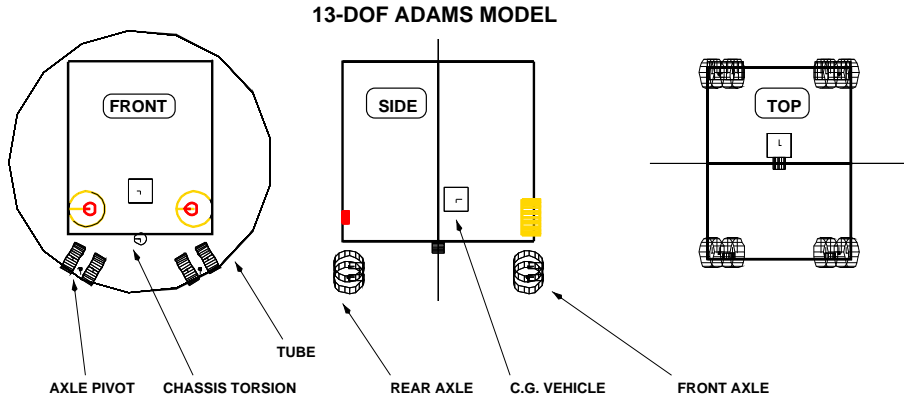 13-DOF ADAMS MODEL
FRONT
SIDE
TOP
TUBE
AXLE PIVOT
CHASSIS TORSION
REAR AXLE
C.G. VEHICLE
FRONT AXLE